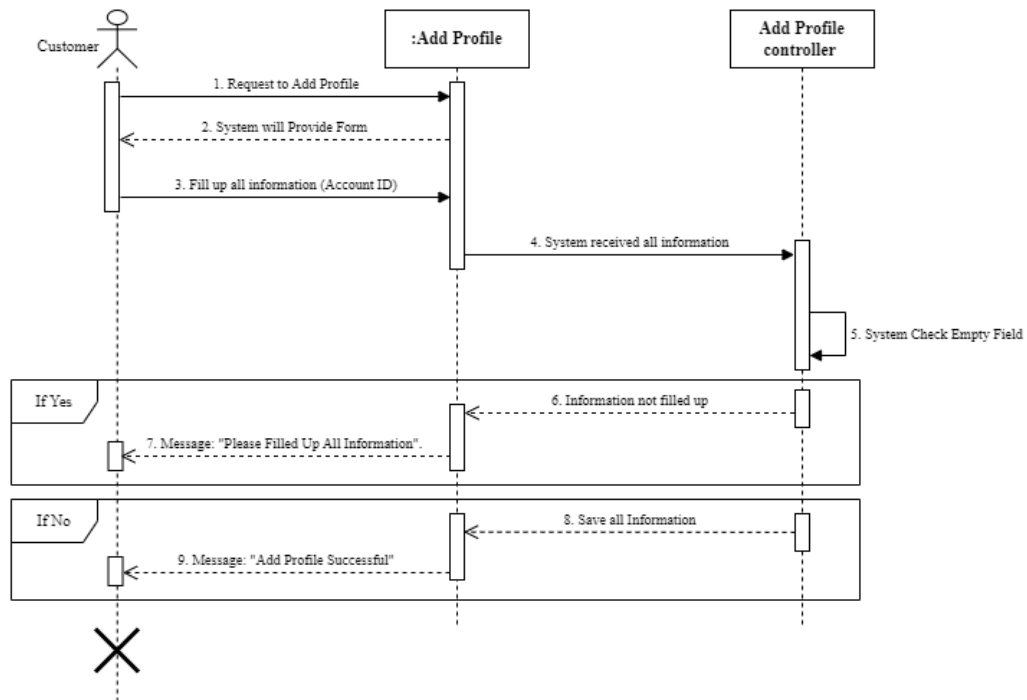 Customer
:Add Profile
Add Profile
controller
1. Request to Add Profile
2. System will Provide Form
3. Fill up all information (Account ID)
4. System received all information
5. System Check Empty Field
If Yes
6. Information not filled up
7. Message: "Please Filled Up All Information".
If No
8. Save all Information
9. Message: "Add Profile Successful"